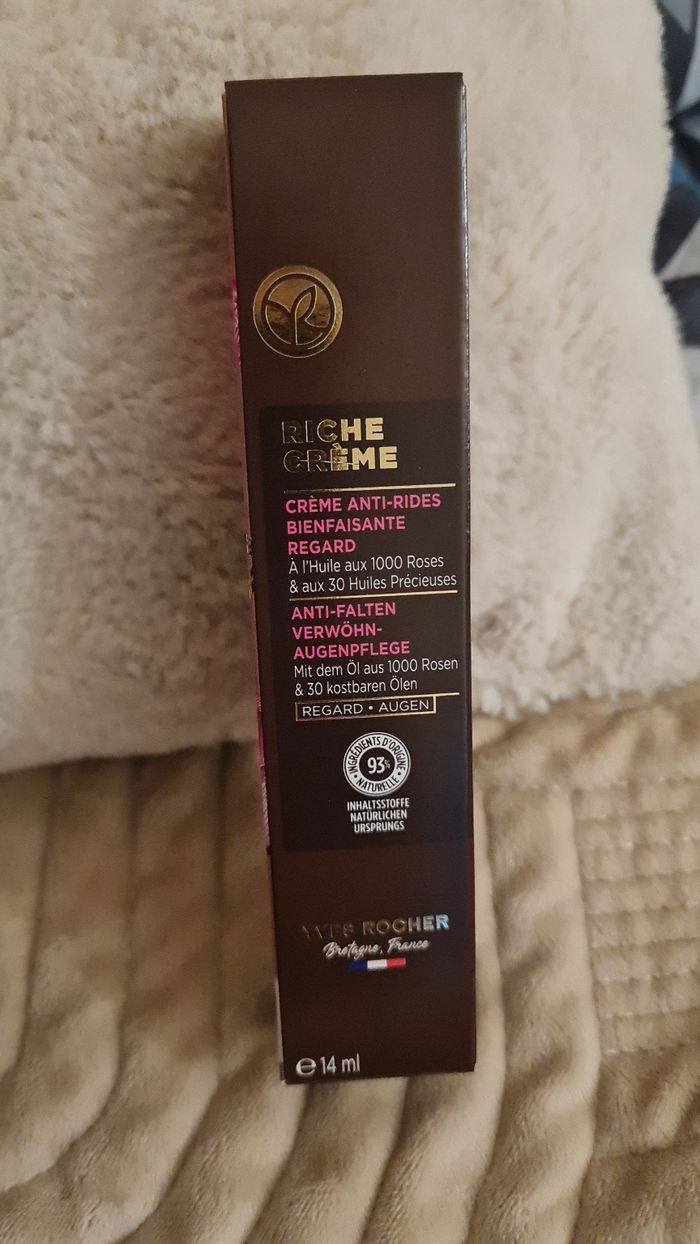 RICHE
CRÈME
CRÈME ANTI-RIDES
BIENFAISANTE
REGARD
À l'Huile aux 1000 Roses
& aux 30 Huiles Précieuses
ANTI-FALTEN
VERWÖHN-
AUGENPFLEGE
Mit dem Öl aus 1000 Rosen
& 30 kostbaren Ölen
REGARD • AUGEN
INGRÉDIENTS D'ORIGINE
93%
• NATURELLE •
INHALTSSTOFFE
NATÜRLICHEN
URSPRUNGS
YVES ROCHER
Bretagne, France
℮ 14 ml